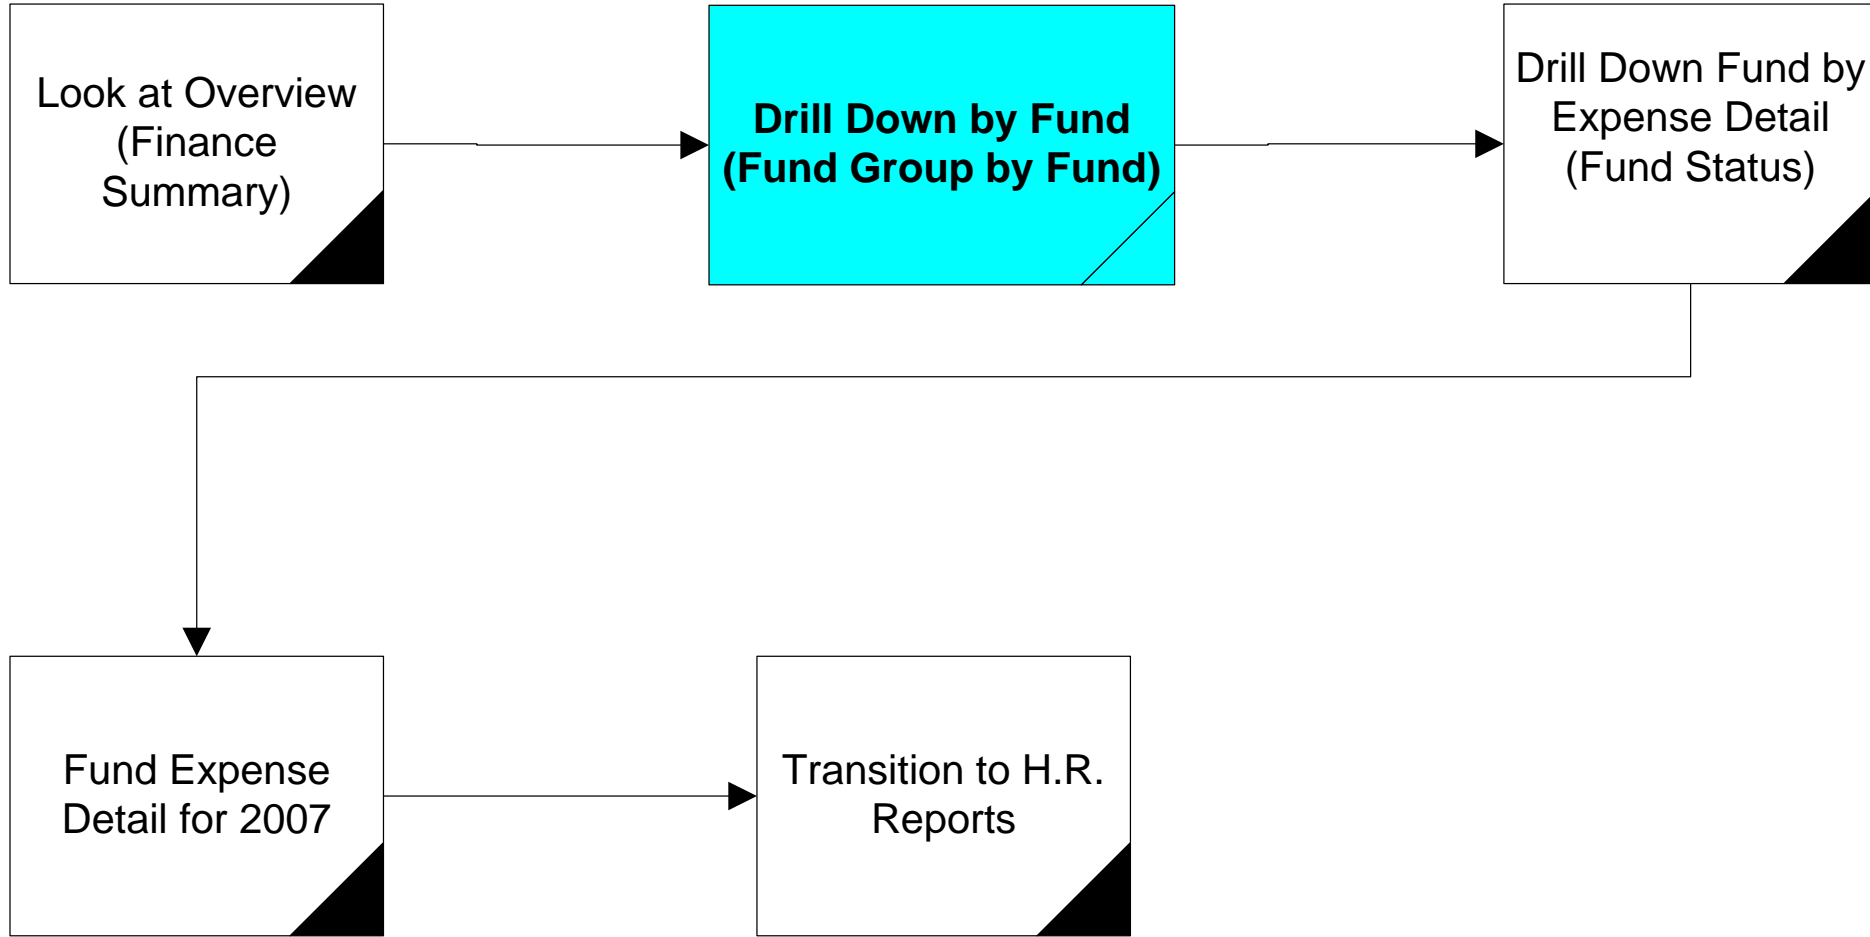 Look at Overview
(Finance
Summary)
Drill Down by Fund
(Fund Group by Fund)
Drill Down Fund by
Expense Detail
(Fund Status)
Fund Expense
Detail for 2007
Transition to H.R.
Reports